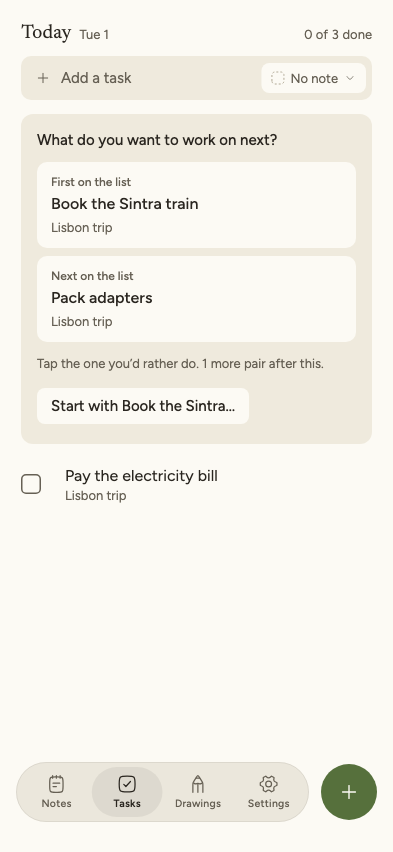 Today Tue 1 0 of 3 done
Add a task No note
What do you want to work on next?
First on the list
Book the Sintra train
Lisbon trip
Next on the list
Pack adapters
Lisbon trip
Tap the one you’d rather do. 1 more pair after this.
Start with Book the Sintra...
Pay the electricity bill
Lisbon trip
Notes Tasks Drawings Settings